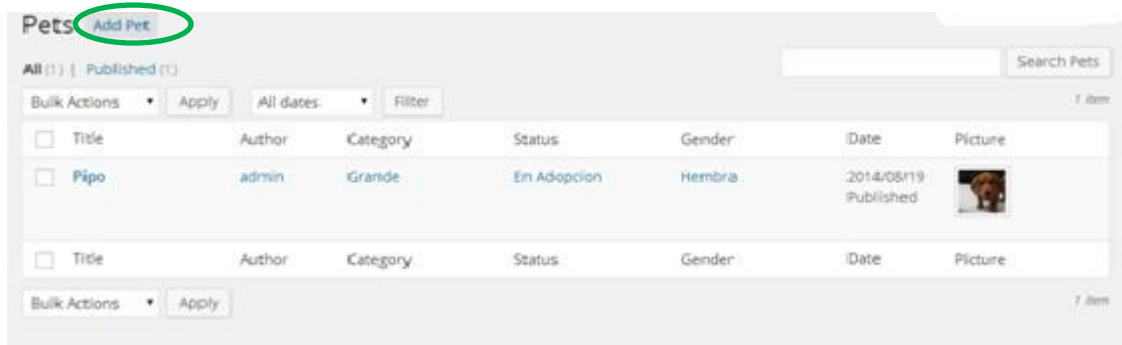 Pets Add Pet
All (1) | Published (1)
Search Pets
Bulk Actions Apply All dates Filter 1 item
Title Author Category Status Gender Date Picture
Pipo admin Grande En Adopcion Hembra 2014/08/19
Published
Title Author Category Status Gender Date Picture
Bulk Actions Apply 1 item